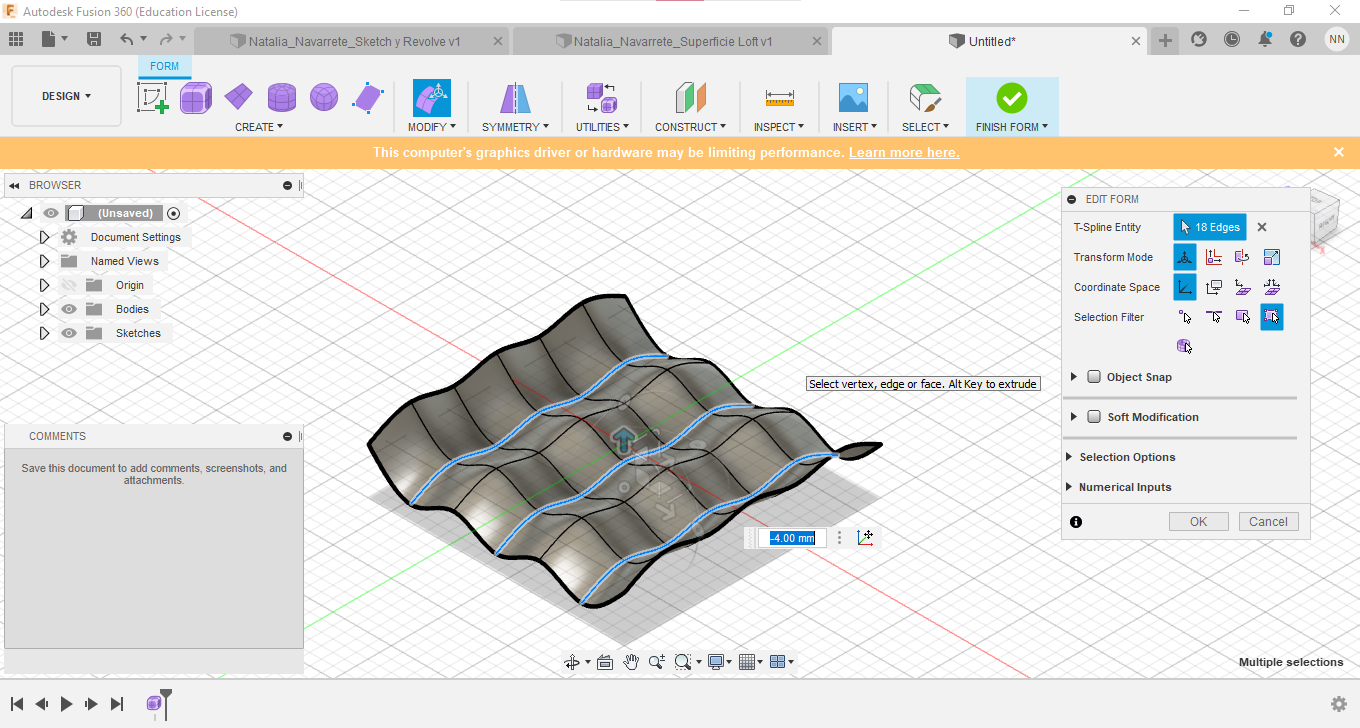 Autodesk Fusion 360 (Education License)
Natalia_Navarrete_Sketch y Revolve v1
Natalia_Navarrete_Superficie Loft v1
Untitled*
NN
FORM
DESIGN
CREATE
MODIFY
SYMMETRY
UTILITIES
CONSTRUCT
INSPECT
INSERT
SELECT
FINISH FORM
This computer's graphics driver or hardware may be limiting performance. Learn more here.
BROWSER
(Unsaved)
Document Settings
Named Views
Origin
Bodies
Sketches
COMMENTS
Save this document to add comments, screenshots, and
attachments.
Select vertex, edge or face. Alt Key to extrude
-4.00 mm
EDIT FORM
T-Spline Entity
18 Edges
Transform Mode
Coordinate Space
Selection Filter
Object Snap
Soft Modification
Selection Options
Numerical Inputs
OK
Cancel
Multiple selections